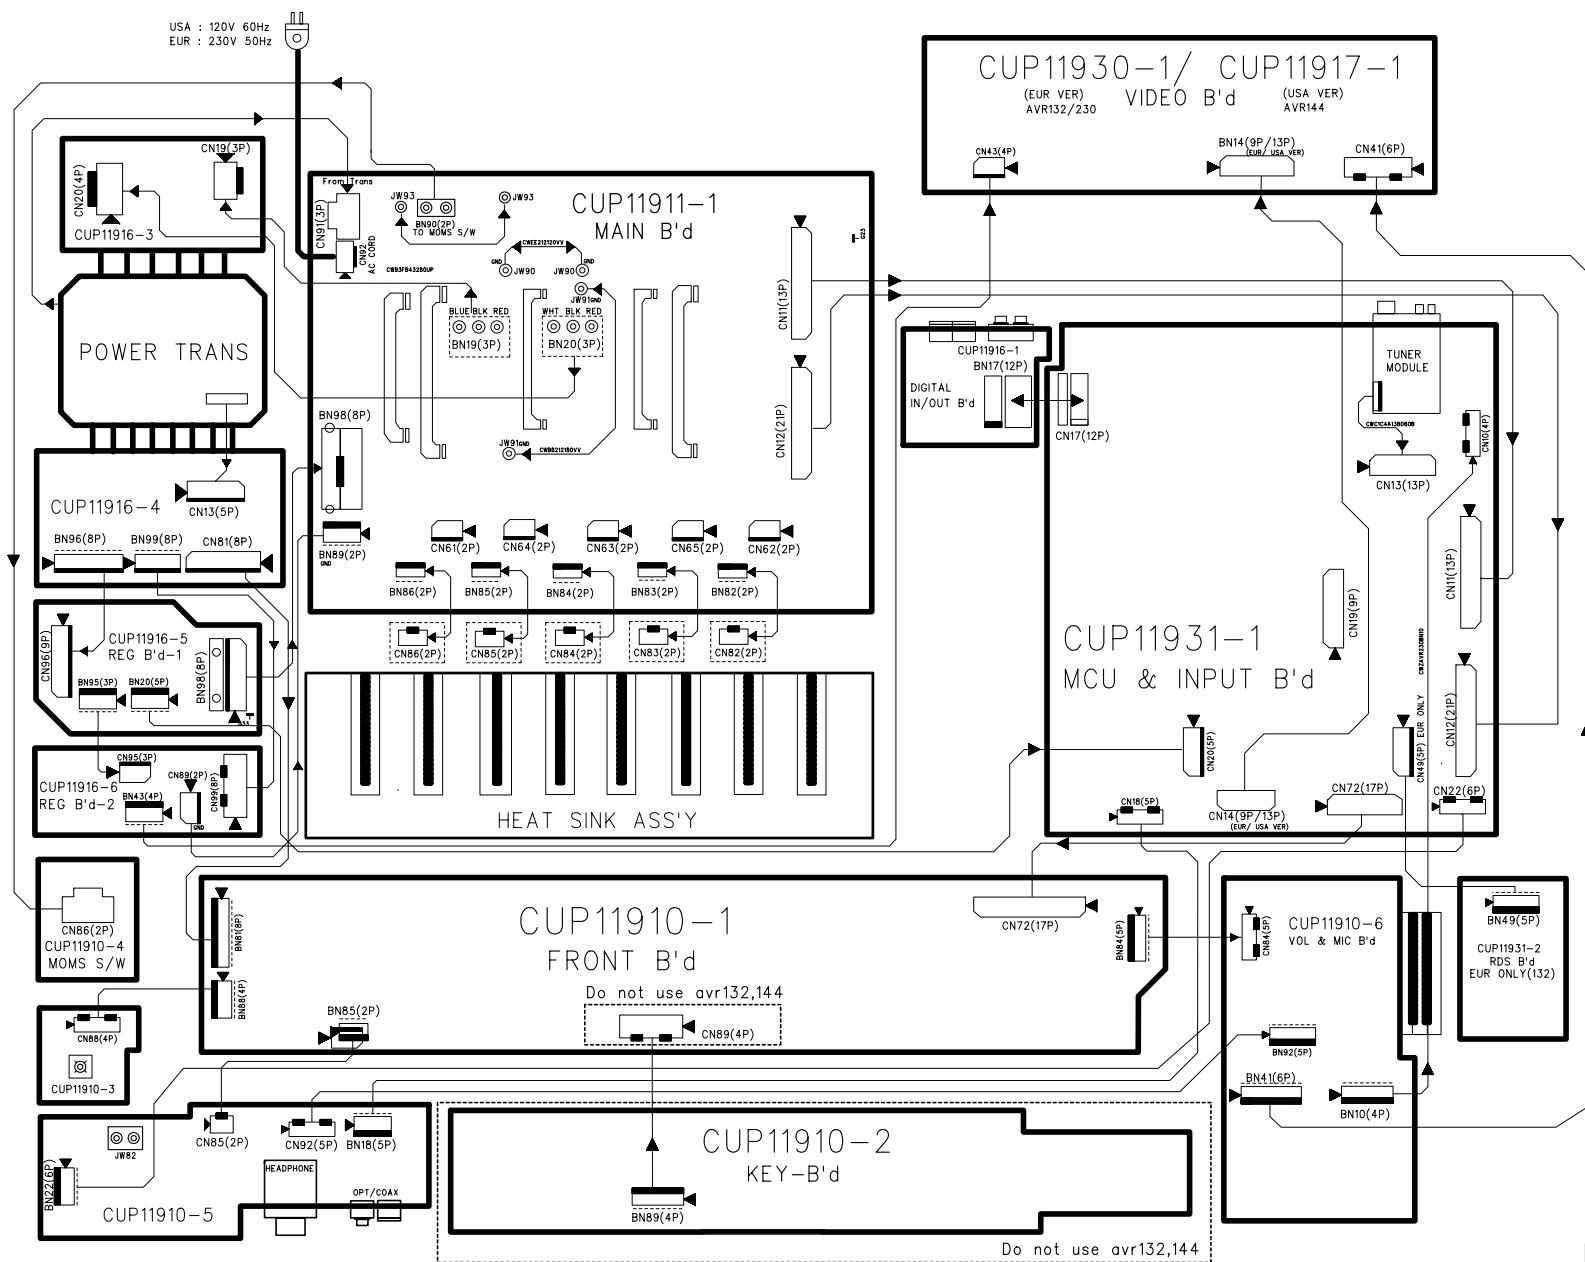 USA : 120V 60Hz
EUR : 230V 50Hz
CUP11930-1/ CUP11917-1
(EUR VER)
AVR132/230
VIDEO B'd
(USA VER)
AVR144
CN43(4P)
BN14(9P/13P)
(EUR/ USA VER)
CN41(6P)
CN19(3P)
CN20(4P)
CUP11916-3
From Trans
CN91(3P)
CN92
AC CORD
JW93
BN90(2P)
TO MOMS S/W
JW93
CUP11911-1
MAIN B'd
CWEE212120VV
GND
GND
JW90
JW90
CWB3FB43280UP
JW91GND
G23
CN11(13P)
BLUE BLK RED
BN19(3P)
WHT BLK RED
BN20(3P)
POWER TRANS
CN12(21P)
BN98(8P)
JW91GND
CWB8212180VV
CUP11916-1
BN17(12P)
DIGITAL
IN/OUT B'd
CN17(12P)
TUNER
MODULE
CWC1C4A13B080B
CN10(4P)
CN13(13P)
CUP11916-4
CN13(5P)
BN96(8P)
BN99(8P)
CN81(8P)
BN89(2P)
GND
CN61(2P)
CN64(2P)
CN63(2P)
CN65(2P)
CN62(2P)
BN86(2P)
BN85(2P)
BN84(2P)
BN83(2P)
BN82(2P)
CN86(2P)
CN85(2P)
CN84(2P)
CN83(2P)
CN82(2P)
CN11(13P)
CN19(9P)
CUP11931-1
MCU & INPUT B'd
CWZAVR230BN10
CN12(21P)
CN49(5P) EUR ONLY
CN20(5P)
CN96(9P)
CUP11916-5
REG B'd-1
BN98(8P)
BN95(3P)
BN20(5P)
G33
CN95(3P)
CN89(2P)
CUP11916-6
REG B'd-2
BN43(4P)
GND
CN99(8P)
HEAT SINK ASS'Y
CN18(5P)
CN14(9P/13P)
(EUR/ USA VER)
CN72(17P)
CN22(6P)
CN86(2P)
CUP11910-4
MOMS S/W
BN81(8P)
BN88(4P)
CUP11910-1
FRONT B'd
CN72(17P)
BN84(5P)
CN84(5P)
CUP11910-6
VOL & MIC B'd
BN49(5P)
CUP11931-2
RDS B'd
EUR ONLY(132)
Do not use avr132,144
BN85(2P)
CN89(4P)
CN88(4P)
CUP11910-3
BN92(5P)
BN41(6P)
BN10(4P)
CN85(2P)
CN92(5P)
BN18(5P)
JW82
HEADPHONE
OPT/COAX
BN22(6P)
CUP11910-5
CUP11910-2
KEY-B'd
BN89(4P)
Do not use avr132,144